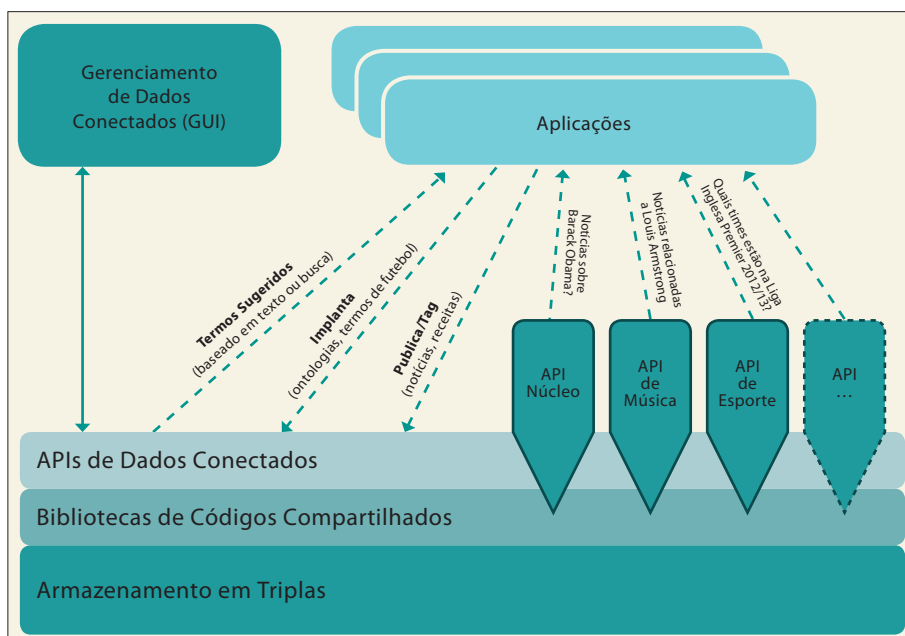 Gerenciamento
de Dados
Conectados (GUI)
Aplicações
Termos Sugeridos
(baseado em texto ou busca)
Implanta
(ontologias, termos de futebol)
Publica/Tag
(notícias, receitas)
Notícias sobre
Barack Obama?
Notícias relacionadas
a Louis Armstrong
Quais times estão na Liga
Inglesa Premier 2012/13?
API
Núcleo
API
de
Música
API
de
Esporte
API
...
APIs de Dados Conectados
Bibliotecas de Códigos Compartilhados
Armazenamento em Triplas